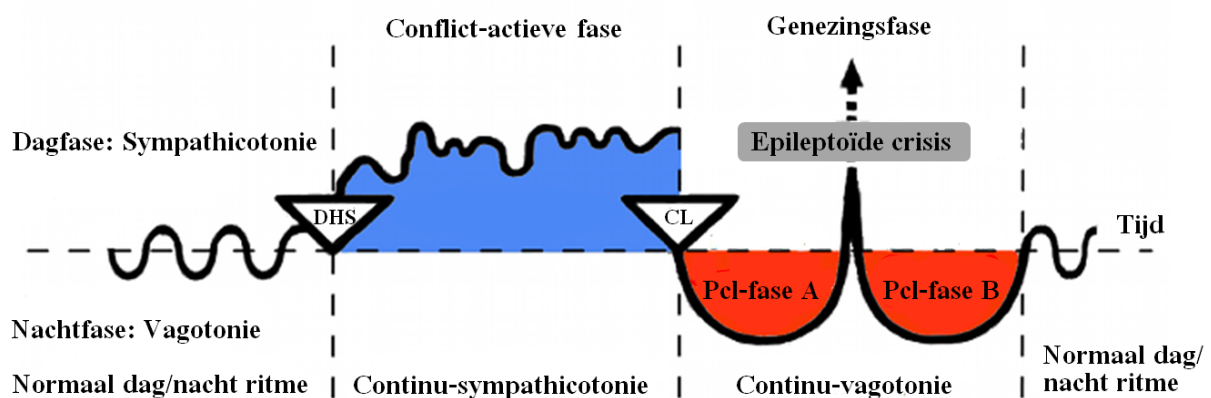 Conflict-actieve fase
Genezingsfase
Dagfase: Sympathicotonie
Epileptoïde crisis
DHS
CL
Tijd
Pcl-fase A
Pcl-fase B
Nachtfase: Vagotonie
Normaal dag/nacht ritme
Continu-sympathicotonie
Continu-vagotonie
Normaal dag/
nacht ritme